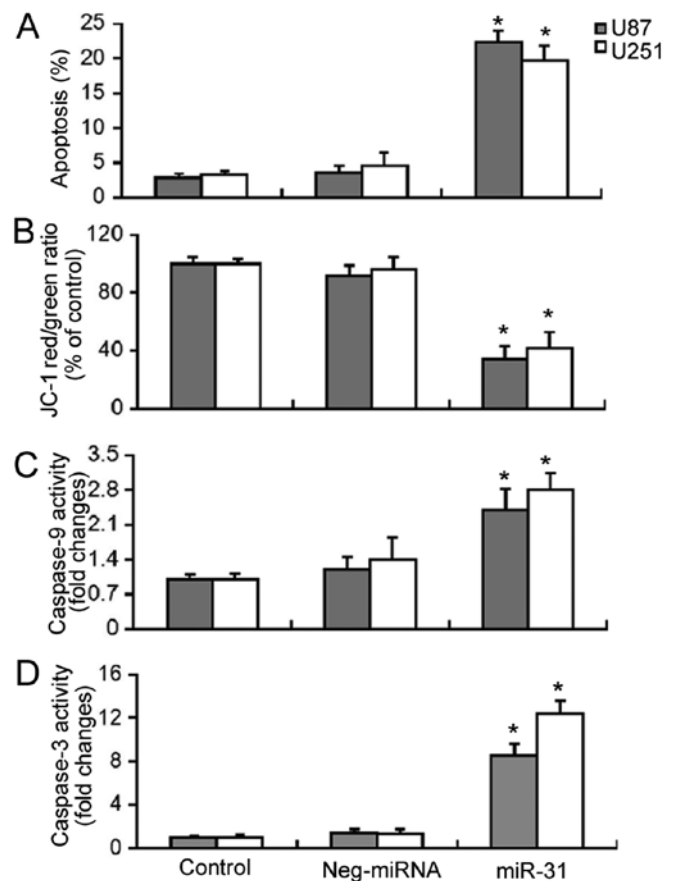 A
Apoptosis (%)
25
20
15
10
5
0
* *
U87
U251
B
JC-1 red/green ratio
(% of control)
120
80
40
0
* *
C
Caspase-9 activity
(fold changes)
3.5
2.8
2.1
1.4
0.7
0
* *
D
Caspase-3 activity
(fold changes)
16
12
8
4
0
* *
Control Neg-miRNA miR-31